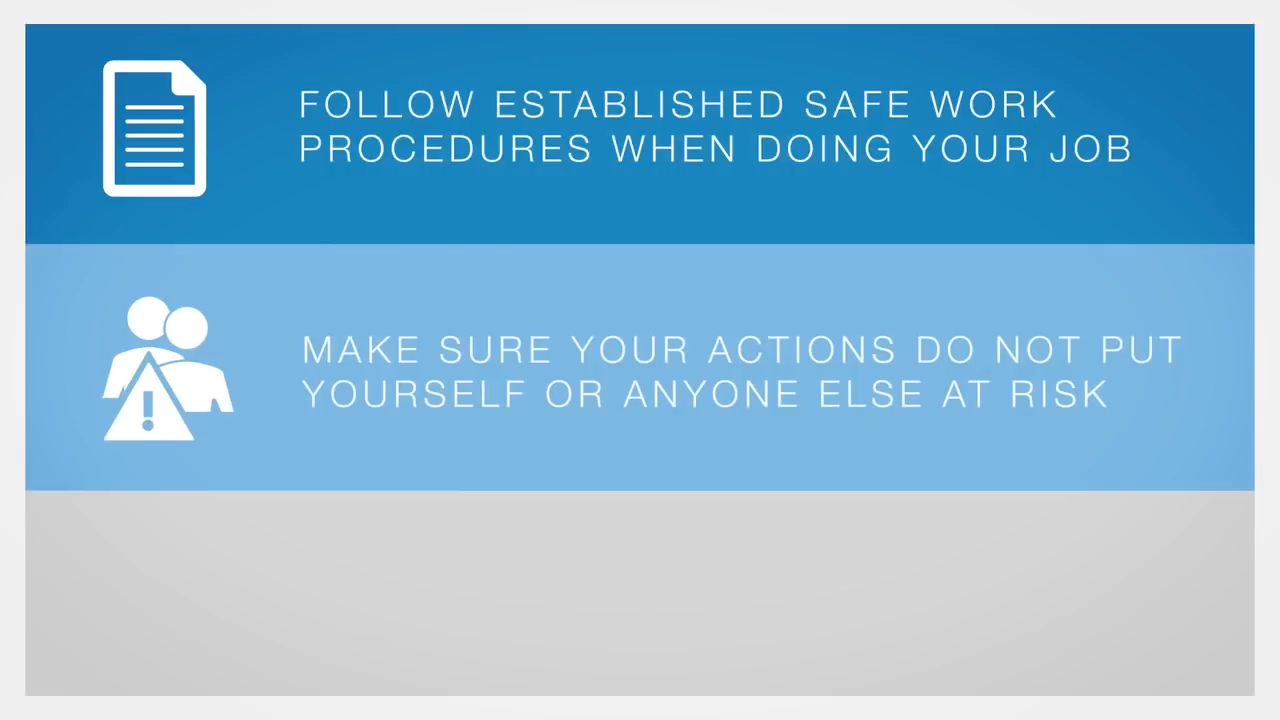 FOLLOW ESTABLISHED SAFE WORK
PROCEDURES WHEN DOING YOUR JOB
MAKE SURE YOUR ACTIONS DO NOT PUT
YOURSELF OR ANYONE ELSE AT RISK